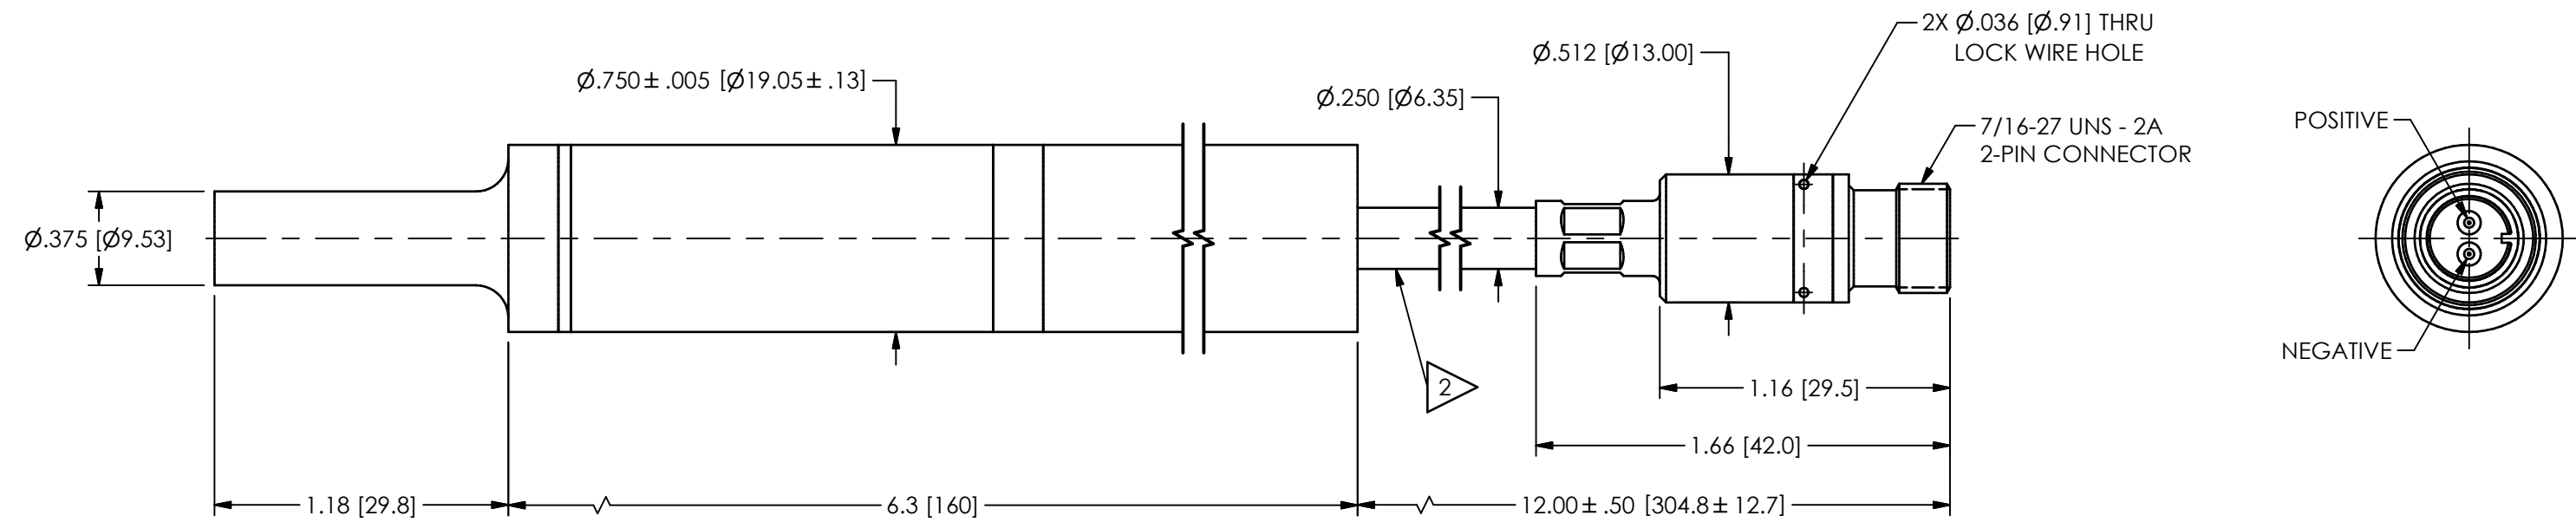 2X Ø.036 [Ø.91] THRU
LOCK WIRE HOLE
Ø.512 [Ø13.00]
Ø.750± .005 [Ø19.05± .13]
Ø.250 [Ø6.35]
7/16-27 UNS - 2A
2-PIN CONNECTOR
POSITIVE
Ø.375 [Ø9.53]
NEGATIVE
2
1.16 [29.5]
1.66 [42.0]
1.18 [29.8]
6.3 [160]
12.00± .50 [304.8± 12.7]